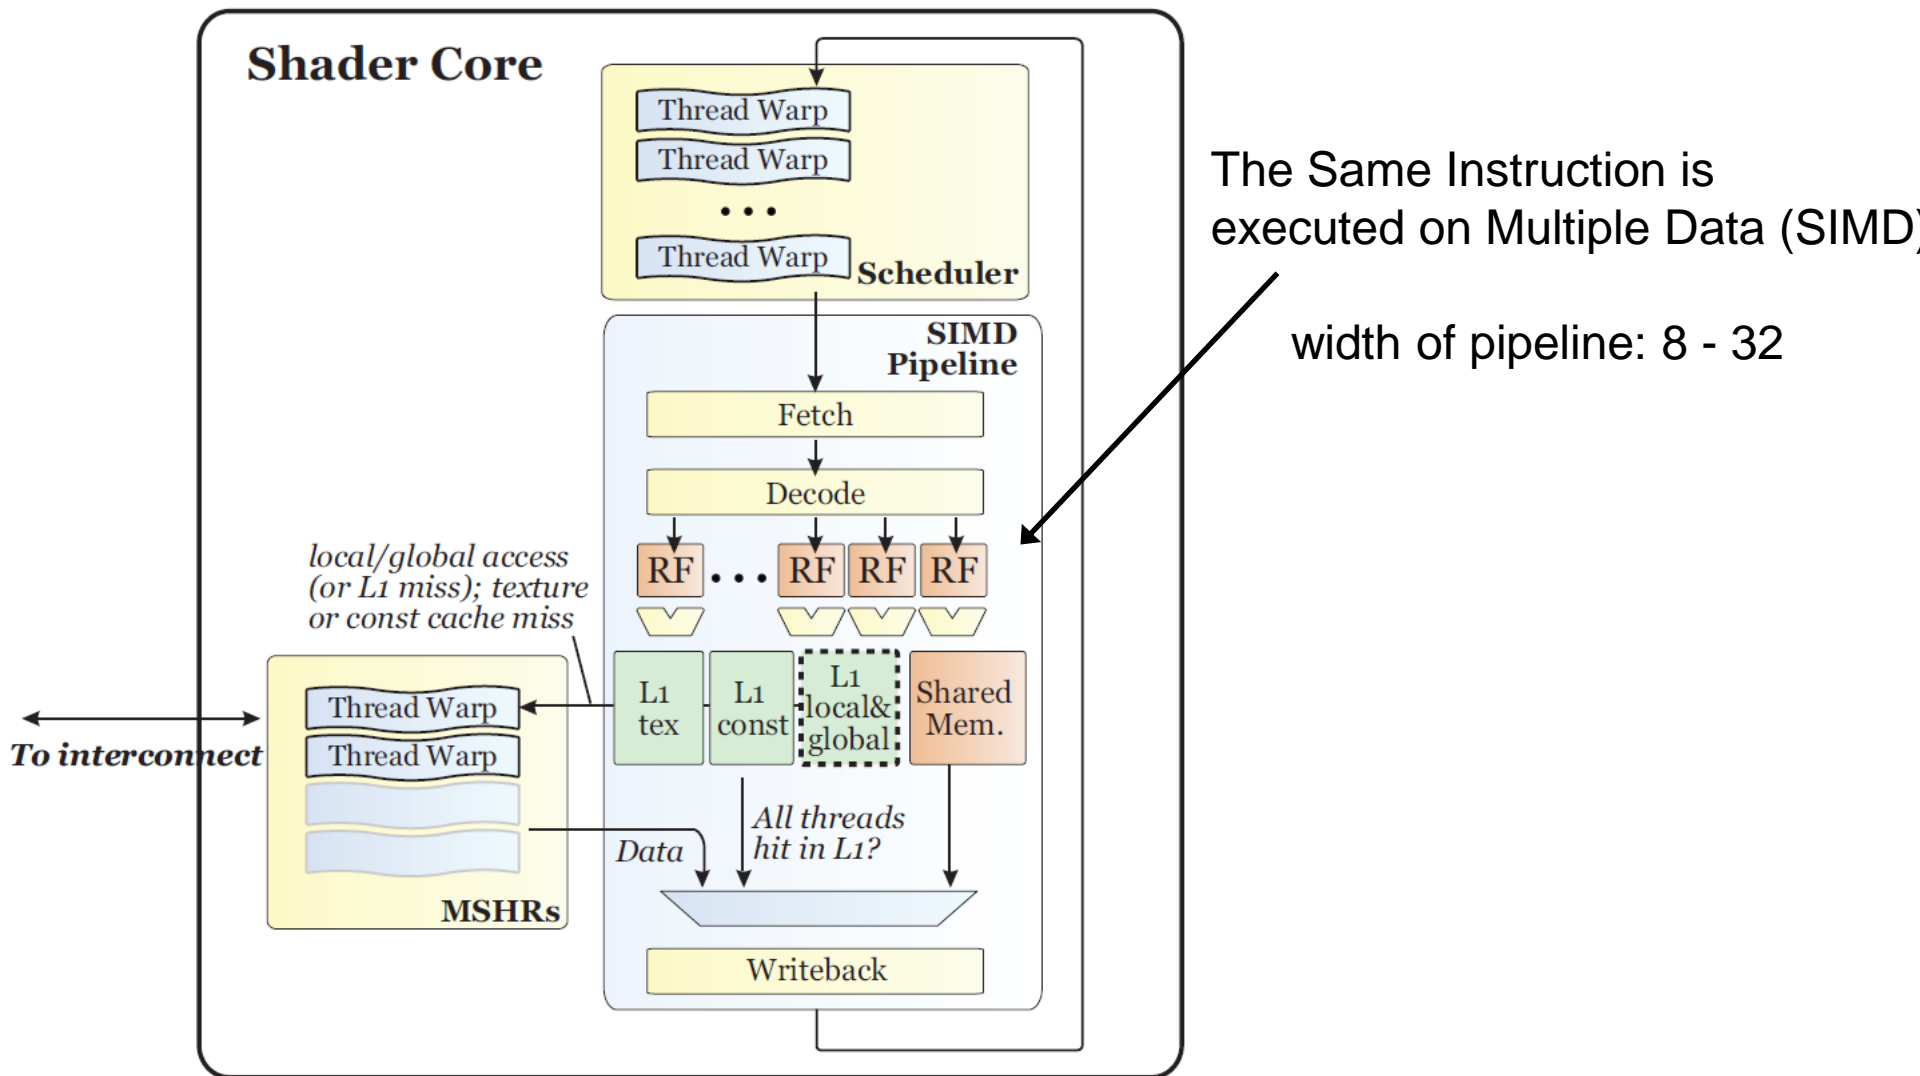 Shader Core
Thread Warp
Thread Warp
• • •
Thread Warp
Scheduler
The Same Instruction is
executed on Multiple Data (SIMD)
width of pipeline: 8 - 32
SIMD
Pipeline
Fetch
Decode
RF • • • RF RF RF
local/global access
(or L1 miss); texture
or const cache miss
L1
tex
L1
const
L1
local&
global
Shared
Mem.
Thread Warp
Thread Warp
To interconnect
MSHRs
Data
All threads
hit in L1?
Writeback